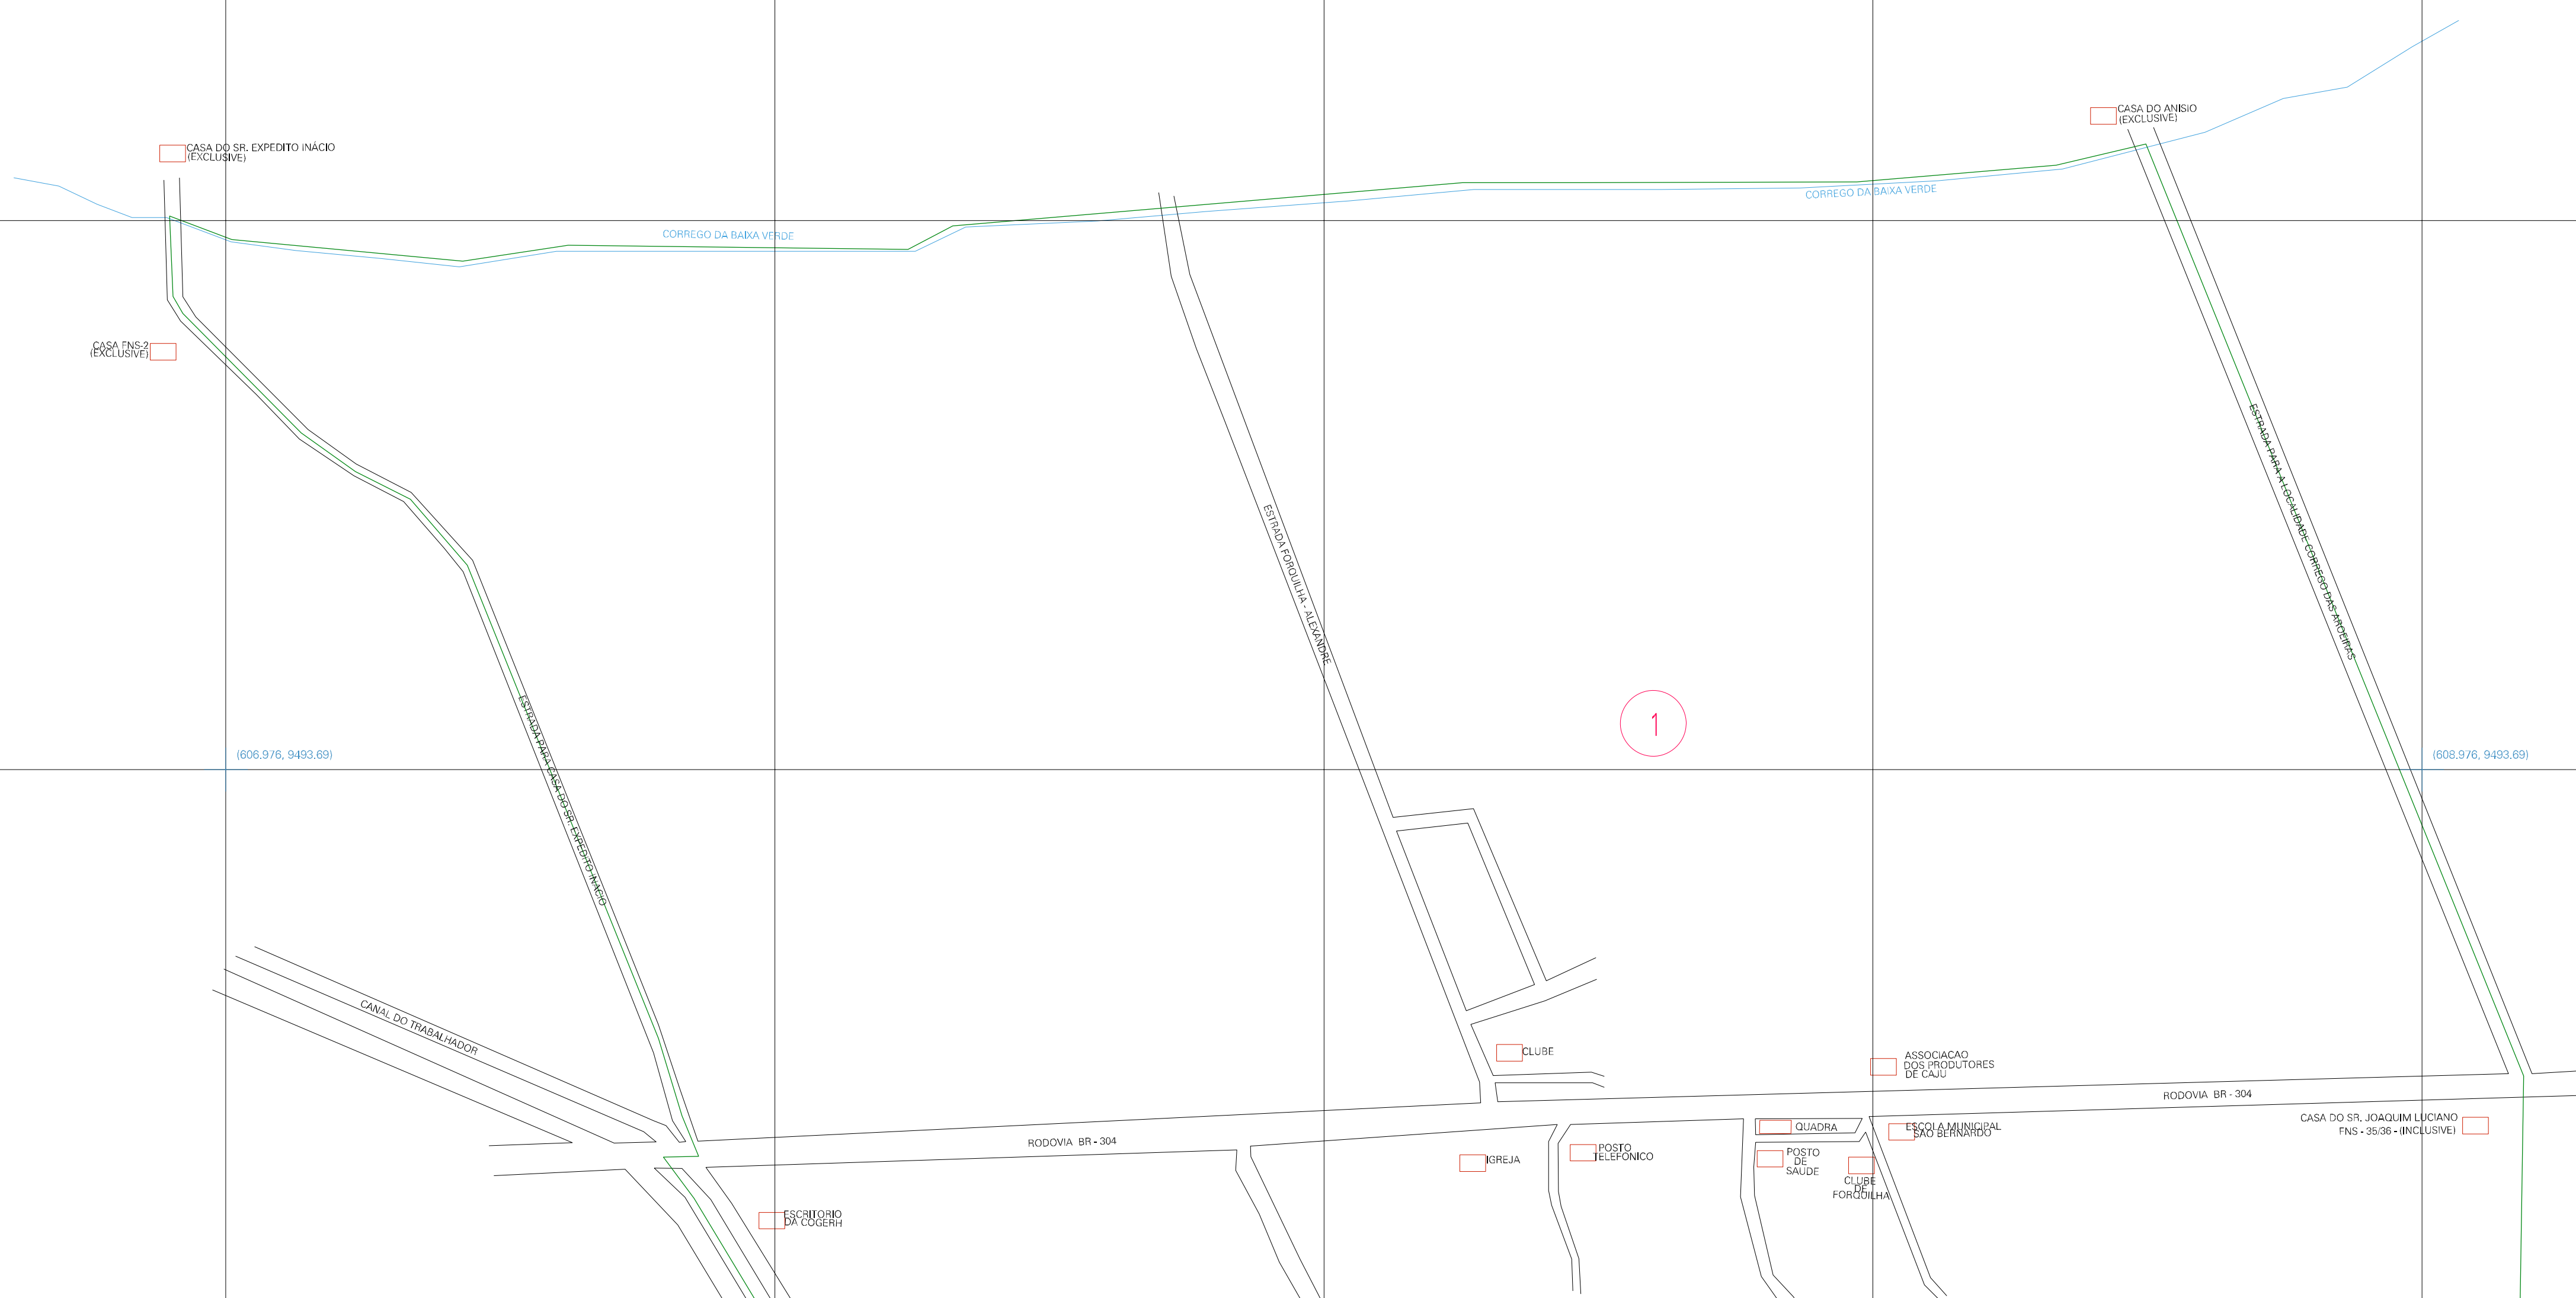 CASA DO ANISIO
(EXCLUSIVE)
CASA DO SR. EXPEDITO INÁCIO
(EXCLUSIVE)
CORREGO DA BAIXA VERDE
CORREGO DA BAIXA VERDE
CASA FNS-2
(EXCLUSIVE)
ESTRADA PARA A LOCALIDADE CORREGO DAS AROEIRAS
ESTRADA FORQUILHA - ALEXANDRE
1
ESTRADA PARA CASA DO SR. EXPEDITO INACIO
(606.976, 9493.69)
(608.976, 9493.69)
CANAL DO TRABALHADOR
CLUBE
ASSOCIACAO
DOS PRODUTORES
DE CAJU
RODOVIA BR - 304
RODOVIA BR - 304
CASA DO SR. JOAQUIM LUCIANO
FNS - 35/36 - (INCLUSIVE)
QUADRA
ESCOLA MUNICIPAL
SAO BERNARDO
IGREJA
POSTO
TELEFONICO
POSTO
DE
SAUDE
CLUBE
DE
FORQUILHA
ESCRITORIO
DA COGERH